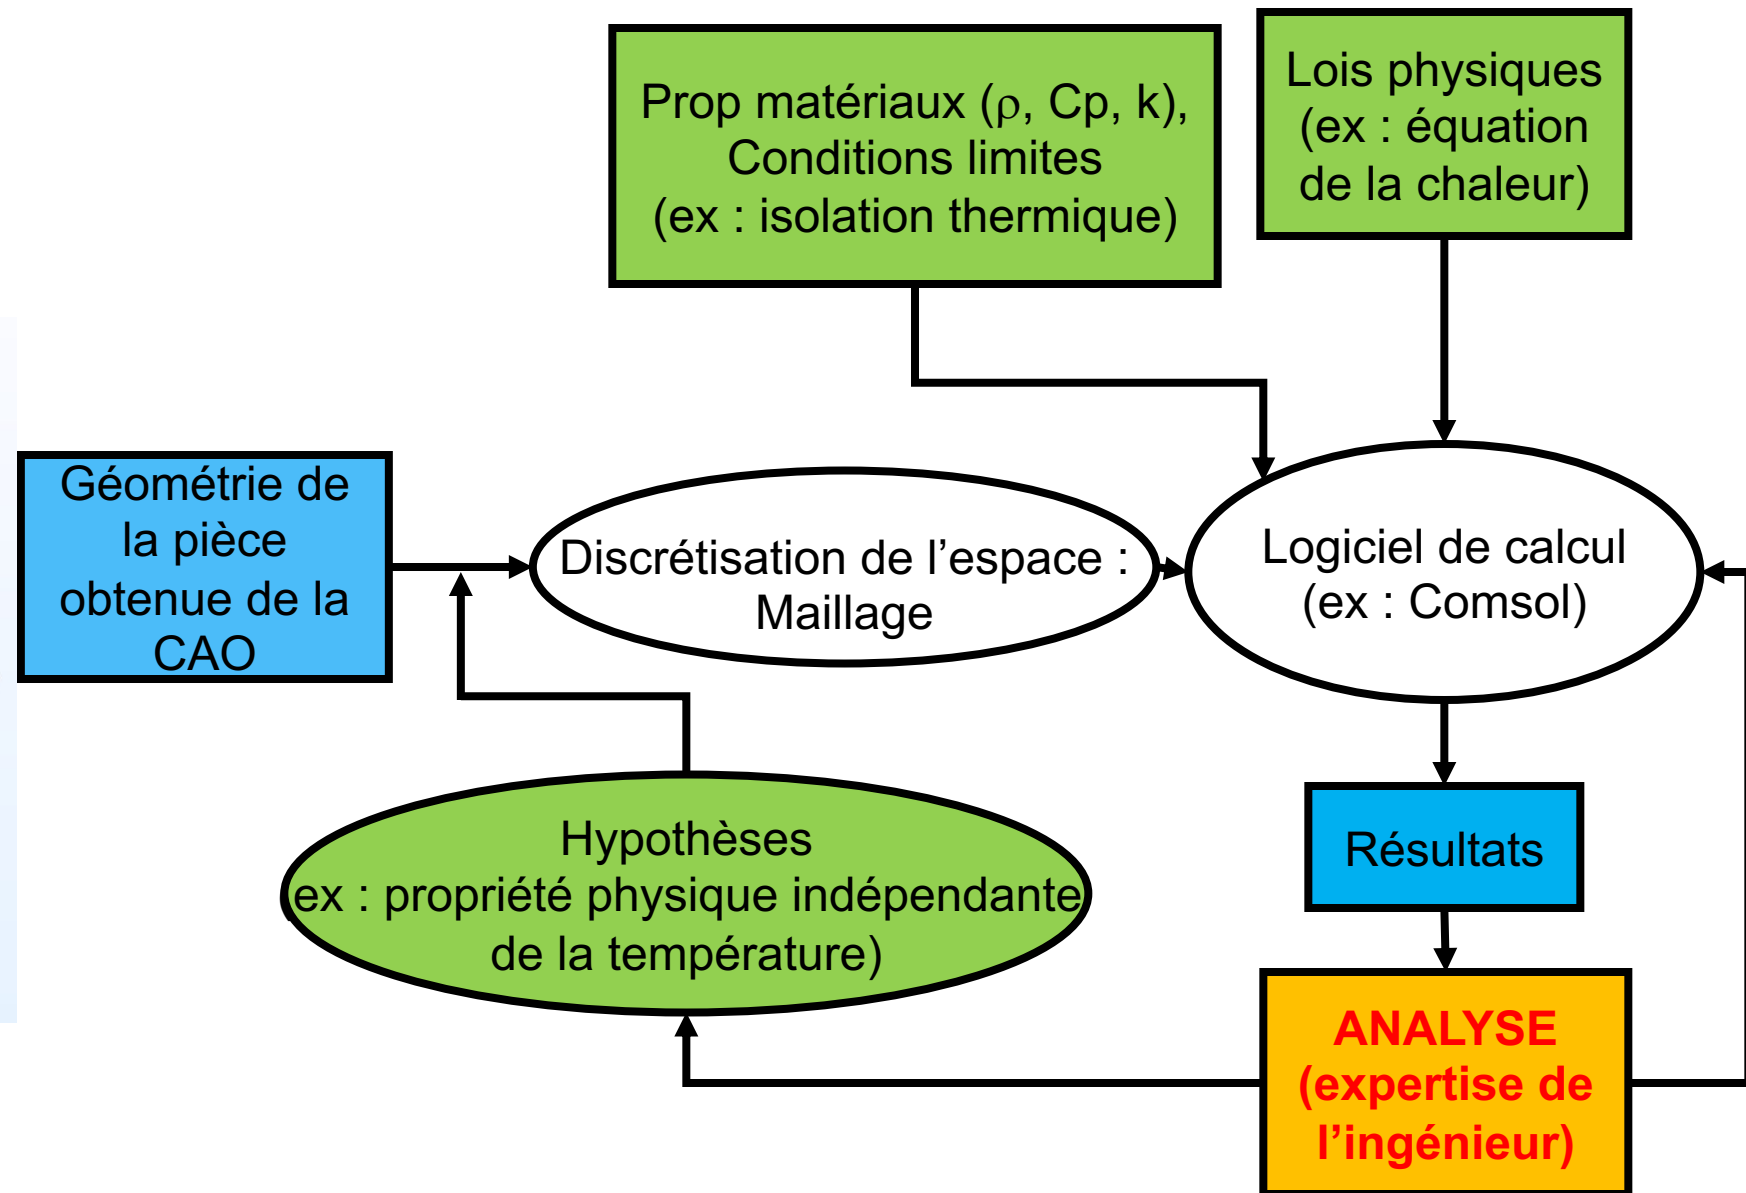 Prop matériaux (ρ, Cp, k),
Conditions limites
(ex : isolation thermique)
Lois physiques
(ex : équation
de la chaleur)
Géométrie de
la pièce
obtenue de la
CAO
Discrétisation de l’espace :
Maillage
Logiciel de calcul
(ex : Comsol)
Hypothèses
ex : propriété physique indépendante
de la température)
Résultats
ANALYSE
(expertise de
l’ingénieur)